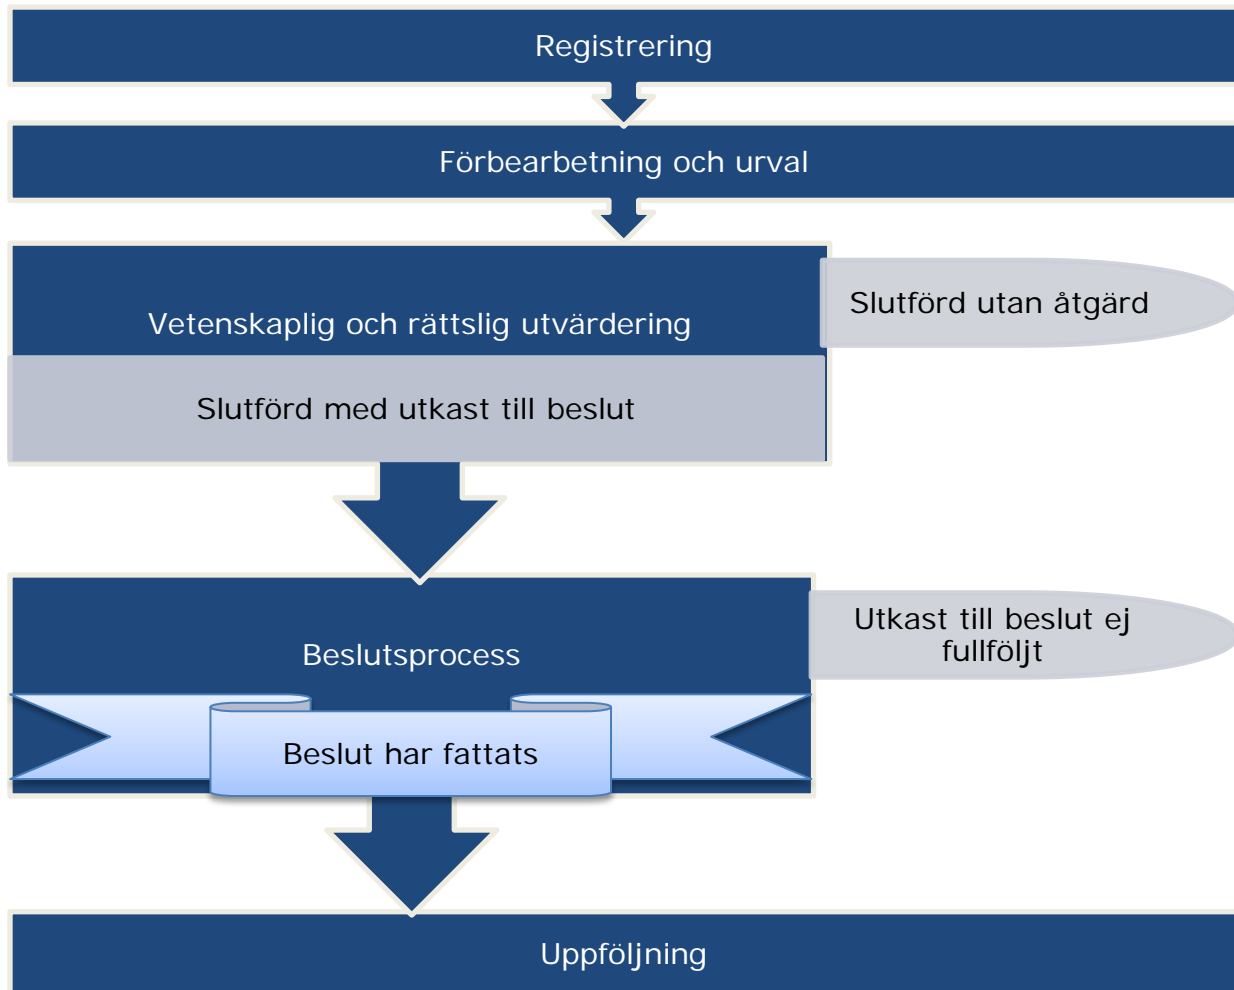 Registrering
Förbearbetning och urval
Vetenskaplig och rättslig utvärdering
Slutförd utan åtgärd
Slutförd med utkast till beslut
Beslutsprocess
Utkast till beslut ej
fullföljt
Beslut har fattats
Uppföljning